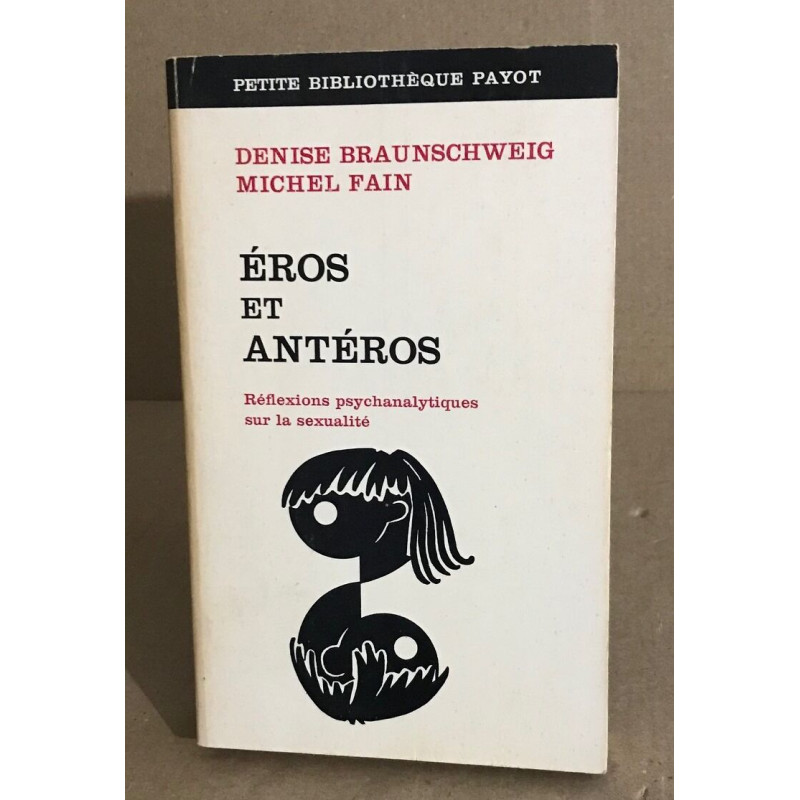 PETITE BIBLIOTHÈQUE PAYOT
DENISE BRAUNSCHWEIG
MICHEL FAIN
ÉROS
ET
ANTÉROS
Réflexions psychanalytiques
sur la sexualité